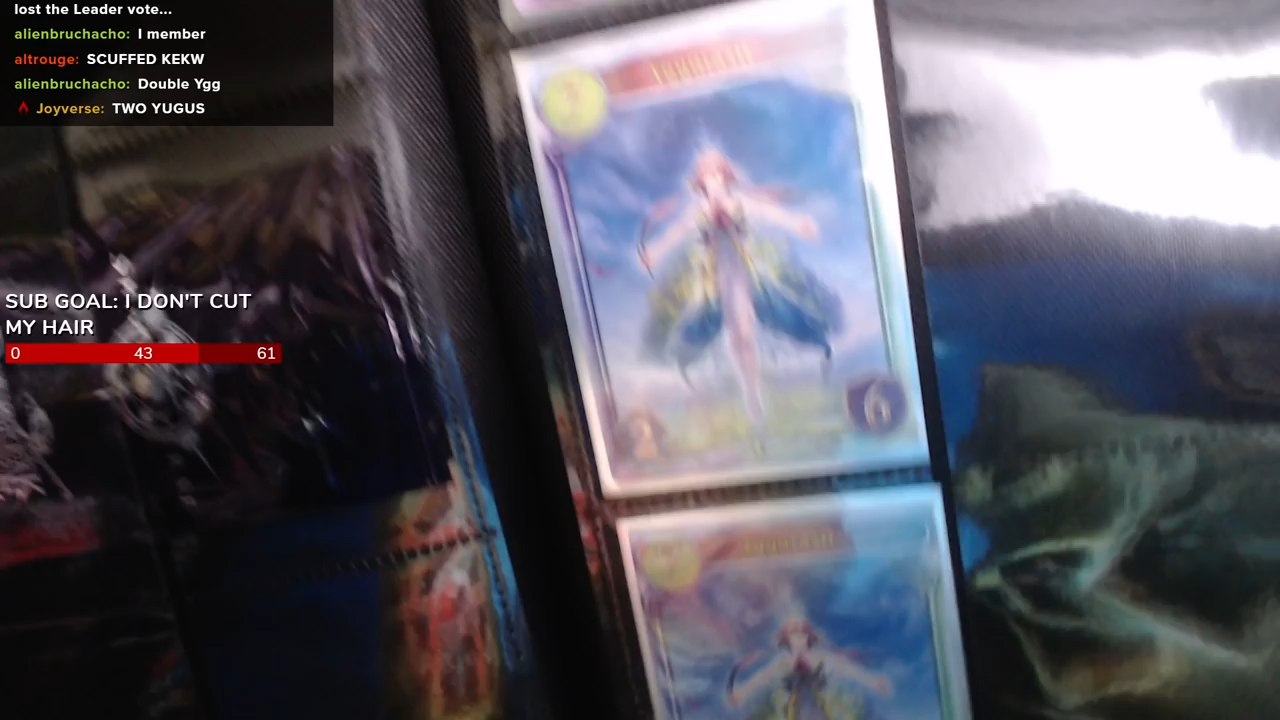 lost the Leader vote...
alienbruchacho: I member
altrouge: SCUFFED KEKW
alienbruchacho: Double Ygg
Joyverse: TWO YUGUS
SUB GOAL: I DON'T CUT
MY HAIR
0 43 61
6